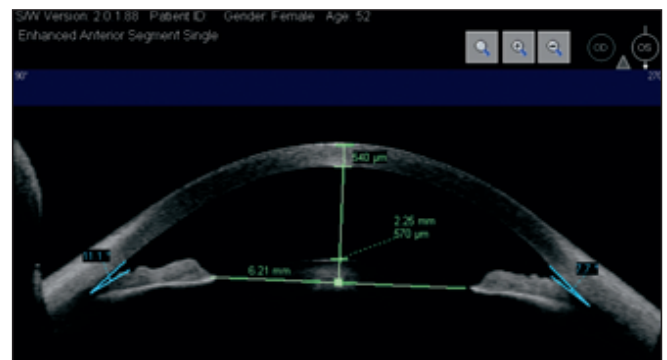 S/W Version: 2.0.1.88 Patient ID: Gender: Female Age: 52
Enhanced Anterior Segment Single
OD
OS
90°
270
540 µm
2.25 mm
570 µm
6.21 mm